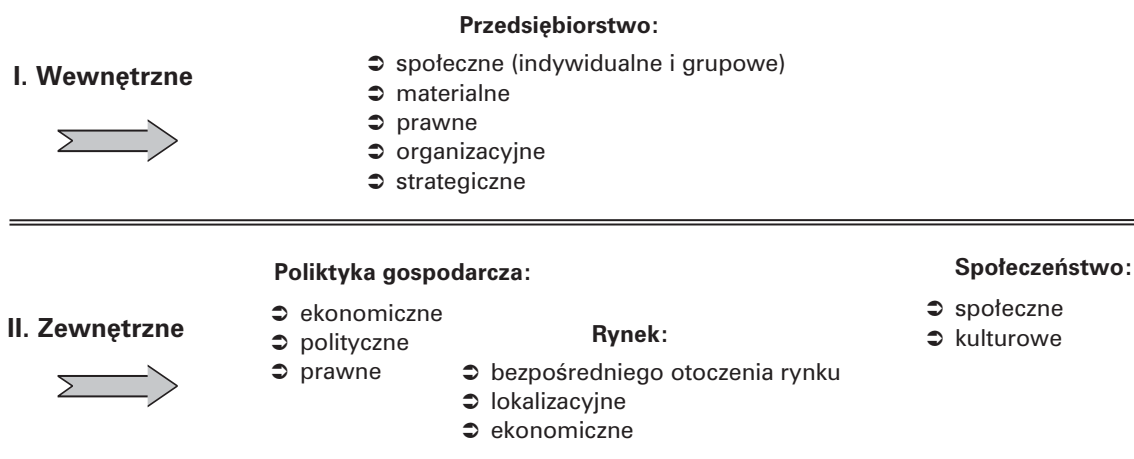 Przedsiębiorstwo:
I. Wewnętrzne
➲ społeczne (indywidualne i grupowe)
➲ materialne
➲ prawne
➲ organizacyjne
➲ strategiczne
II. Zewnętrzne
Poliktyka gospodarcza:
➲ ekonomiczne
➲ polityczne
➲ prawne
Rynek:
➲ bezpośredniego otoczenia rynku
➲ lokalizacyjne
➲ ekonomiczne
Społeczeństwo:
➲ społeczne
➲ kulturowe